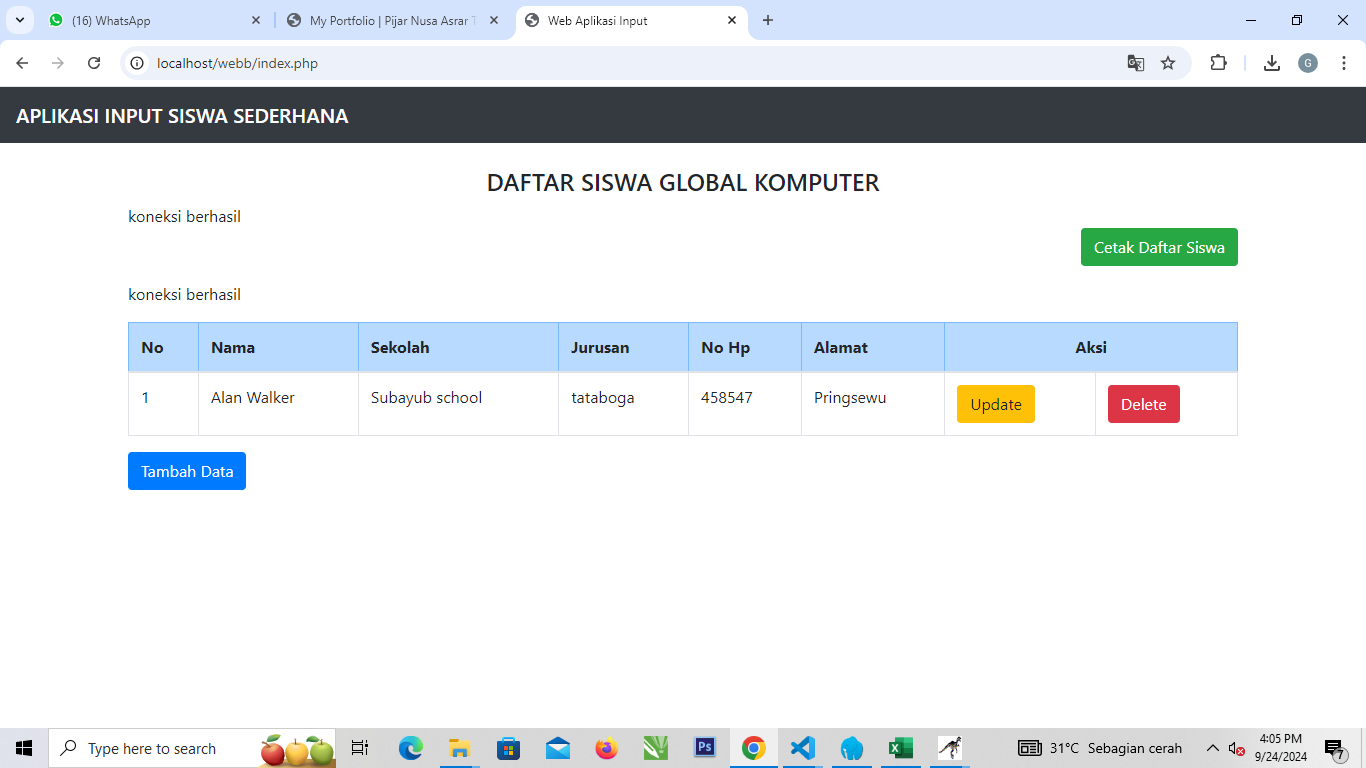 (16) WhatsApp
My Portfolio | Pijar Nusa Asrar
Web Aplikasi Input
localhost/webb/index.php
G
APLIKASI INPUT SISWA SEDERHANA
DAFTAR SISWA GLOBAL KOMPUTER
koneksi berhasil
Cetak Daftar Siswa
koneksi berhasil
No Nama Sekolah Jurusan No Hp Alamat Aksi
1 Alan Walker Subayub school tataboga 458547 Pringsewu Update Delete
Tambah Data
Type here to search
Ps
31°C Sebagian cerah
4:05 PM
9/24/2024
7